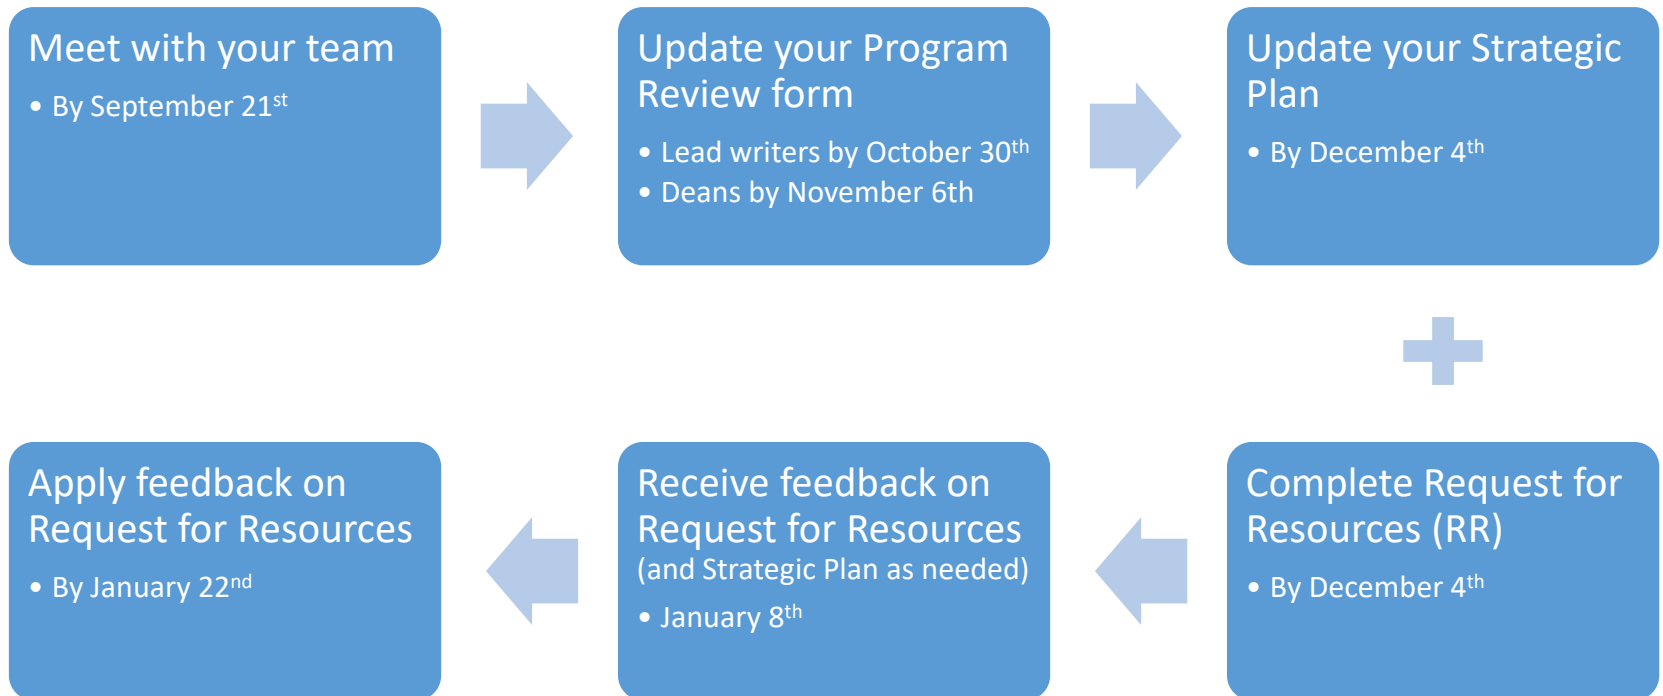 Meet with your team
• By September 21st
Update your Program
Review form
• Lead writers by October 30th
• Deans by November 6th
Update your Strategic
Plan
• By December 4th
Complete Request for
Resources (RR)
• By December 4th
Receive feedback on
Request for Resources
(and Strategic Plan as needed)
• January 8th
Apply feedback on
Request for Resources
• By January 22nd